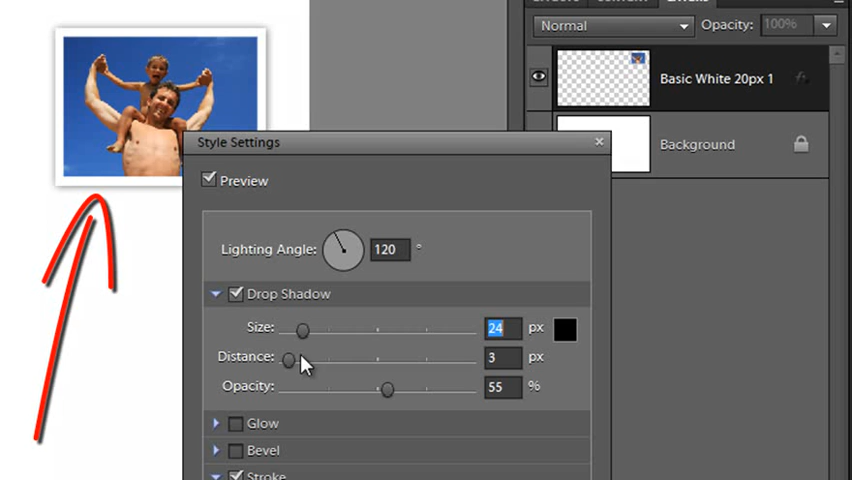 Normal
Opacity: 100%
Basic White 20px 1
fx
Background
Style Settings
Preview
Lighting Angle: 120 °
Drop Shadow
Size: 24 px
Distance: 3 px
Opacity: 55 %
Glow
Bevel
Stroke